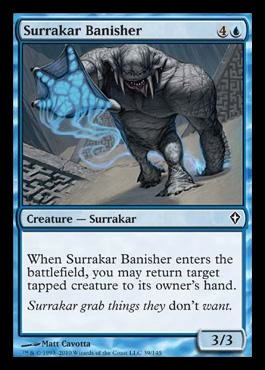 Surrakar Banisher 4
Creature — Surrakar
When Surrakar Banisher enters the
battlefield, you may return target
tapped creature to its owner's hand.
Surrakar grab things they don't want.
Matt Cavotta
™ & © 1993–2010 Wizards of the Coast LLC 39/145
3/3